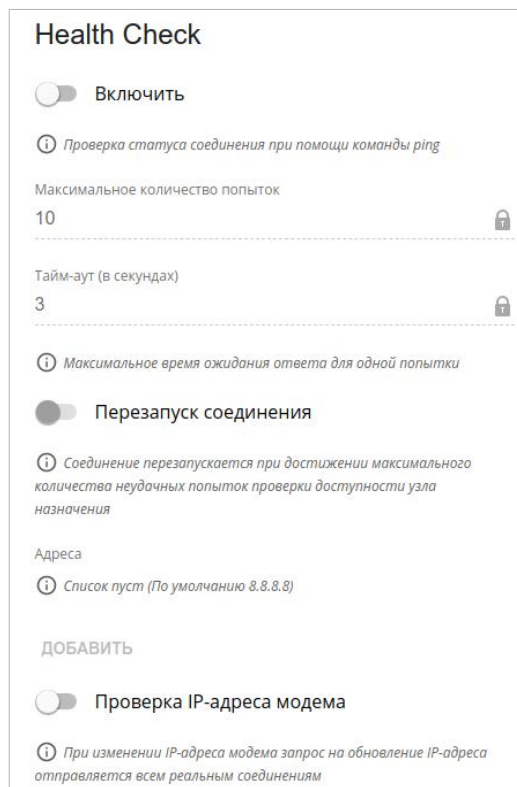 Health Check
Включить
Проверка статуса соединения при помощи команды ping
Максимальное количество попыток
10
Тайм-аут (в секундах)
3
Максимальное время ожидания ответа для одной попытки
Перезапуск соединения
Соединение перезапускается при достижении максимального
количества неудачных попыток проверки доступности узла
назначения
Адреса
Список пуст (По умолчанию 8.8.8.8)
ДОБАВИТЬ
Проверка IP-адреса модема
При изменении IP-адреса модема запрос на обновление IP-адреса
отправляется всем реальным соединениям